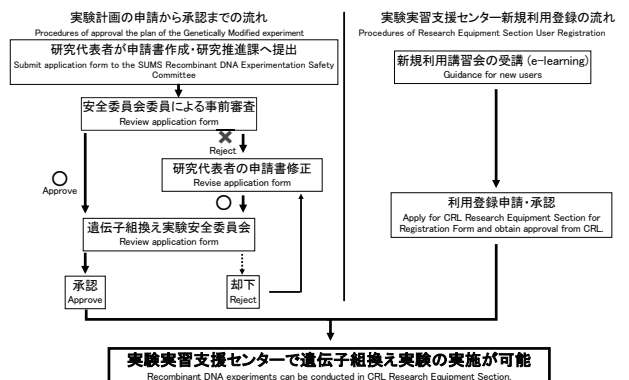 実験計画の申請から承認までの流れ
Procedures of approval the plan of the Genetically Modified experiment
研究代表者が申請書作成・研究推進課へ提出
Submit application form to the SUMS Recombinant DNA Experimentation Safety
Committee
安全委員会委員による事前審査
Review application form
Reject
研究代表者の申請書修正
Revise application form
Approve
遺伝子組換え実験安全委員会
Review application form
承認
Approve
却下
Reject
実験実習支援センター新規利用登録の流れ
Procedures of Research Equipment Section User Registration
新規利用講習会の受講 (e-learning)
Guidance for new users
利用登録申請・承認
Apply for CRL Research Equipment Section for
Registration Form and obtain approval from CRL.
実験実習支援センターで遺伝子組換え実験の実施が可能
Recombinant DNA experiments can be conducted in CRL Research Equipment Section.